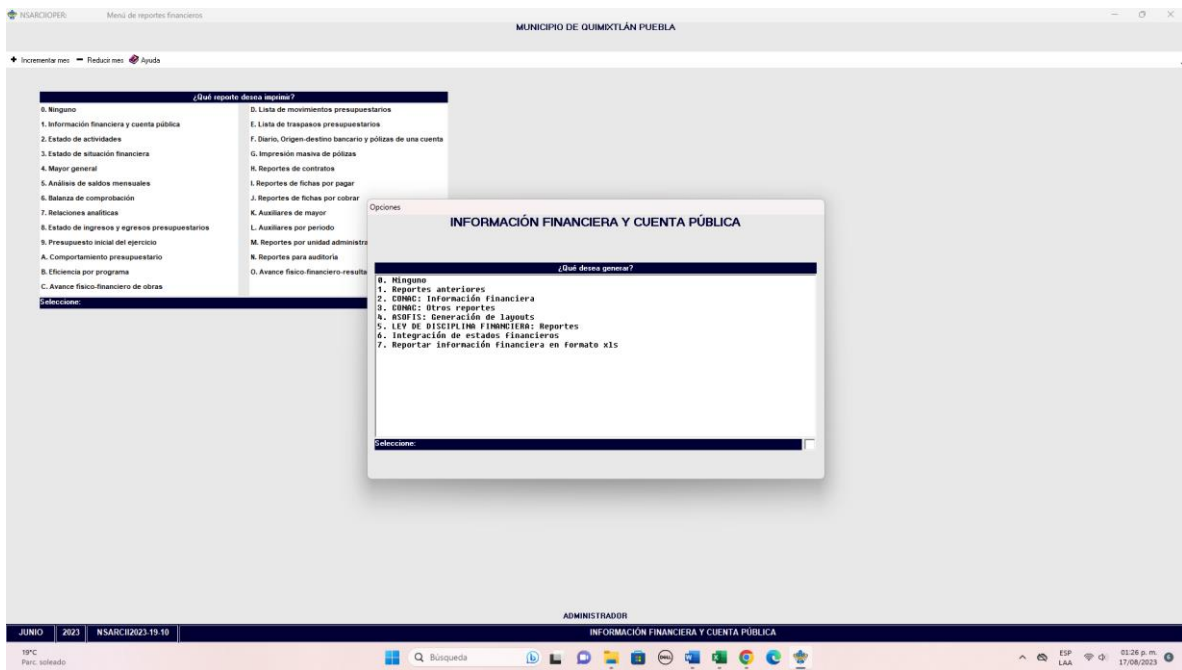 NSARCIIOPER: Menú de reportes financieros
MUNICIPIO DE QUIMIXTLÁN PUEBLA
Incrementar mes Reducir mes Ayuda
¿Qué reporte desea imprimir?
0. Ninguno
1. Información financiera y cuenta pública
2. Estado de actividades
3. Estado de situación financiera
4. Mayor general
5. Análisis de saldos mensuales
6. Balanza de comprobación
7. Relaciones analíticas
8. Estado de ingresos y egresos presupuestarios
9. Presupuesto inicial del ejercicio
A. Comportamiento presupuestario
B. Eficiencia por programa
C. Avance físico-financiero de obras
D. Lista de movimientos presupuestarios
E. Lista de traspasos presupuestarios
F. Diario, Origen-destino bancario y pólizas de una cuenta
G. Impresión masiva de pólizas
H. Reportes de contratos
I. Reportes de fichas por pagar
J. Reportes de fichas por cobrar
K. Auxiliares de mayor
L. Auxiliares por periodo
M. Reportes por unidad administra
N. Reportes para auditoría
O. Avance físico-financiero-resulta
Seleccione:
Opciones
INFORMACIÓN FINANCIERA Y CUENTA PÚBLICA
¿Qué desea generar?
0. Ninguno
1. Reportes anteriores
2. CONAC: Información financiera
3. CONAC: Otros reportes
4. ASOFIS: Generación de layouts
5. LEY DE DISCIPLINA FINANCIERA: Reportes
6. Integración de estados financieros
7. Reportar información financiera en formato xls
Seleccione:
ADMINISTRADOR
JUNIO 2023 NSARCII2023-19-10 INFORMACIÓN FINANCIERA Y CUENTA PÚBLICA
19°C
Parc. soleado
Búsqueda
ESP
LAA
01:26 p. m.
17/08/2023